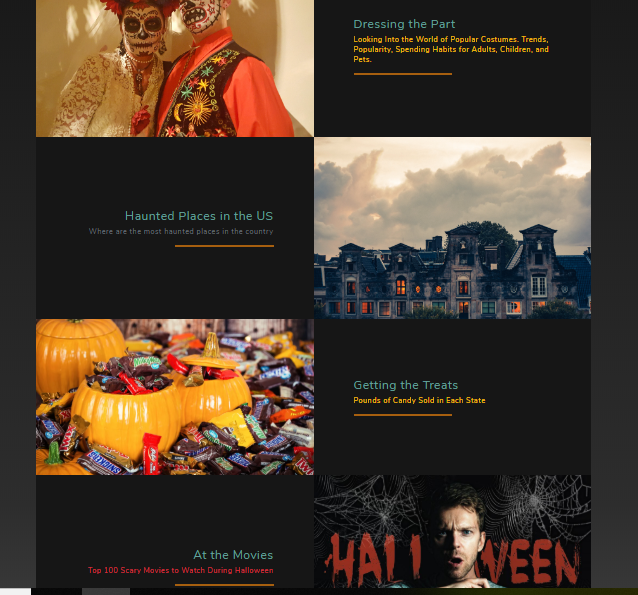 Dressing the Part
Looking Into the World of Popular Costumes. Trends,
Popularity, Spending Habits for Adults, Children, and
Pets.
Haunted Places in the US
Where are the most haunted places in the country
Getting the Treats
Pounds of Candy Sold in Each State
At the Movies
Top 100 Scary Movies to Watch During Halloween
HALL WEEN